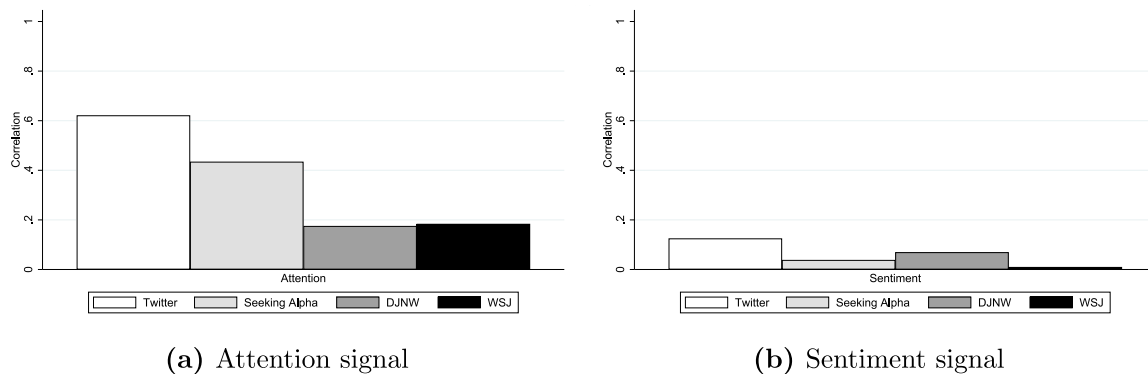 1
.8
.6
.4
.2
0
Correlation
Attention
Twitter Seeking Alpha DJNW WSJ
(a) Attention signal
1
.8
.6
.4
.2
0
Correlation
Sentiment
Twitter Seeking Alpha DJNW WSJ
(b) Sentiment signal